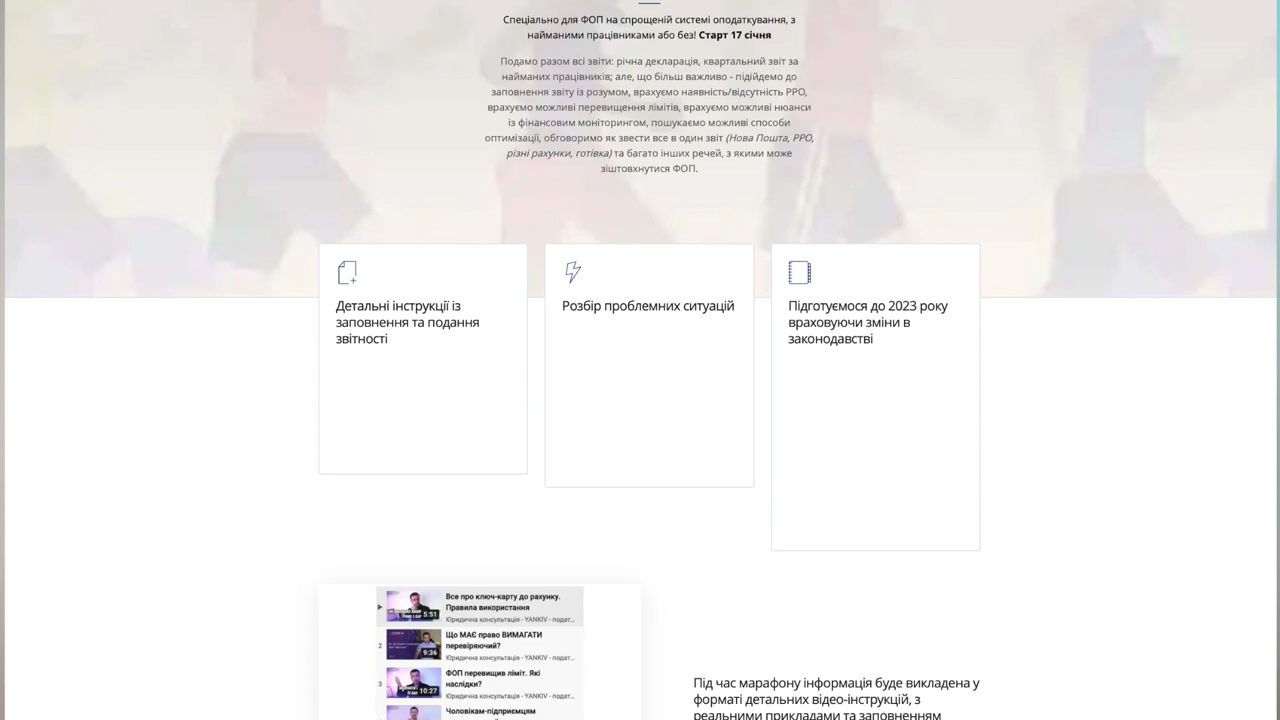 Спеціально для ФОП на спрощеній системі оподаткування, з
найманими працівниками або без! Старт 17 січня
Подамо разом всі звіти: річна декларація, квартальний звіт за
найманих працівників; але, що більш важливо - підійдемо до
заповнення звіту із розумом, врахуємо наявність/відсутність РРО,
врахуємо можливі перевищення лімітів, врахуємо можливі нюанси
із фінансовим моніторингом, пошукаємо можливі способи
оптимізації, обговоримо як звести все в один звіт (Нова Пошта, РРО,
різні рахунки, готівка) та багато інших речей, з якими може
зіштовхнутися ФОП.
Детальні інструкції із
заповнення та подання
звітності
Розбір проблемних ситуацій
Підготуємося до 2023 року
враховуючи зміни в
законодавстві
Все про ключ-карту до рахунку.
Правила використання
5:51
Юридична консультація - YANKIV - подат...
2
Що МАЄ право ВИМАГАТИ
перевіряючий?
9:36
Юридична консультація - YANKIV - подат...
3
ФОП перевищив ліміт. Які
наслідки?
10:27
Юридична консультація - YANKIV - подат...
Чоловікам-підприємцям
Під час марафону інформація буде викладена у
форматі детальних відео-інструкцій, з
реальними прикладами та заповненням